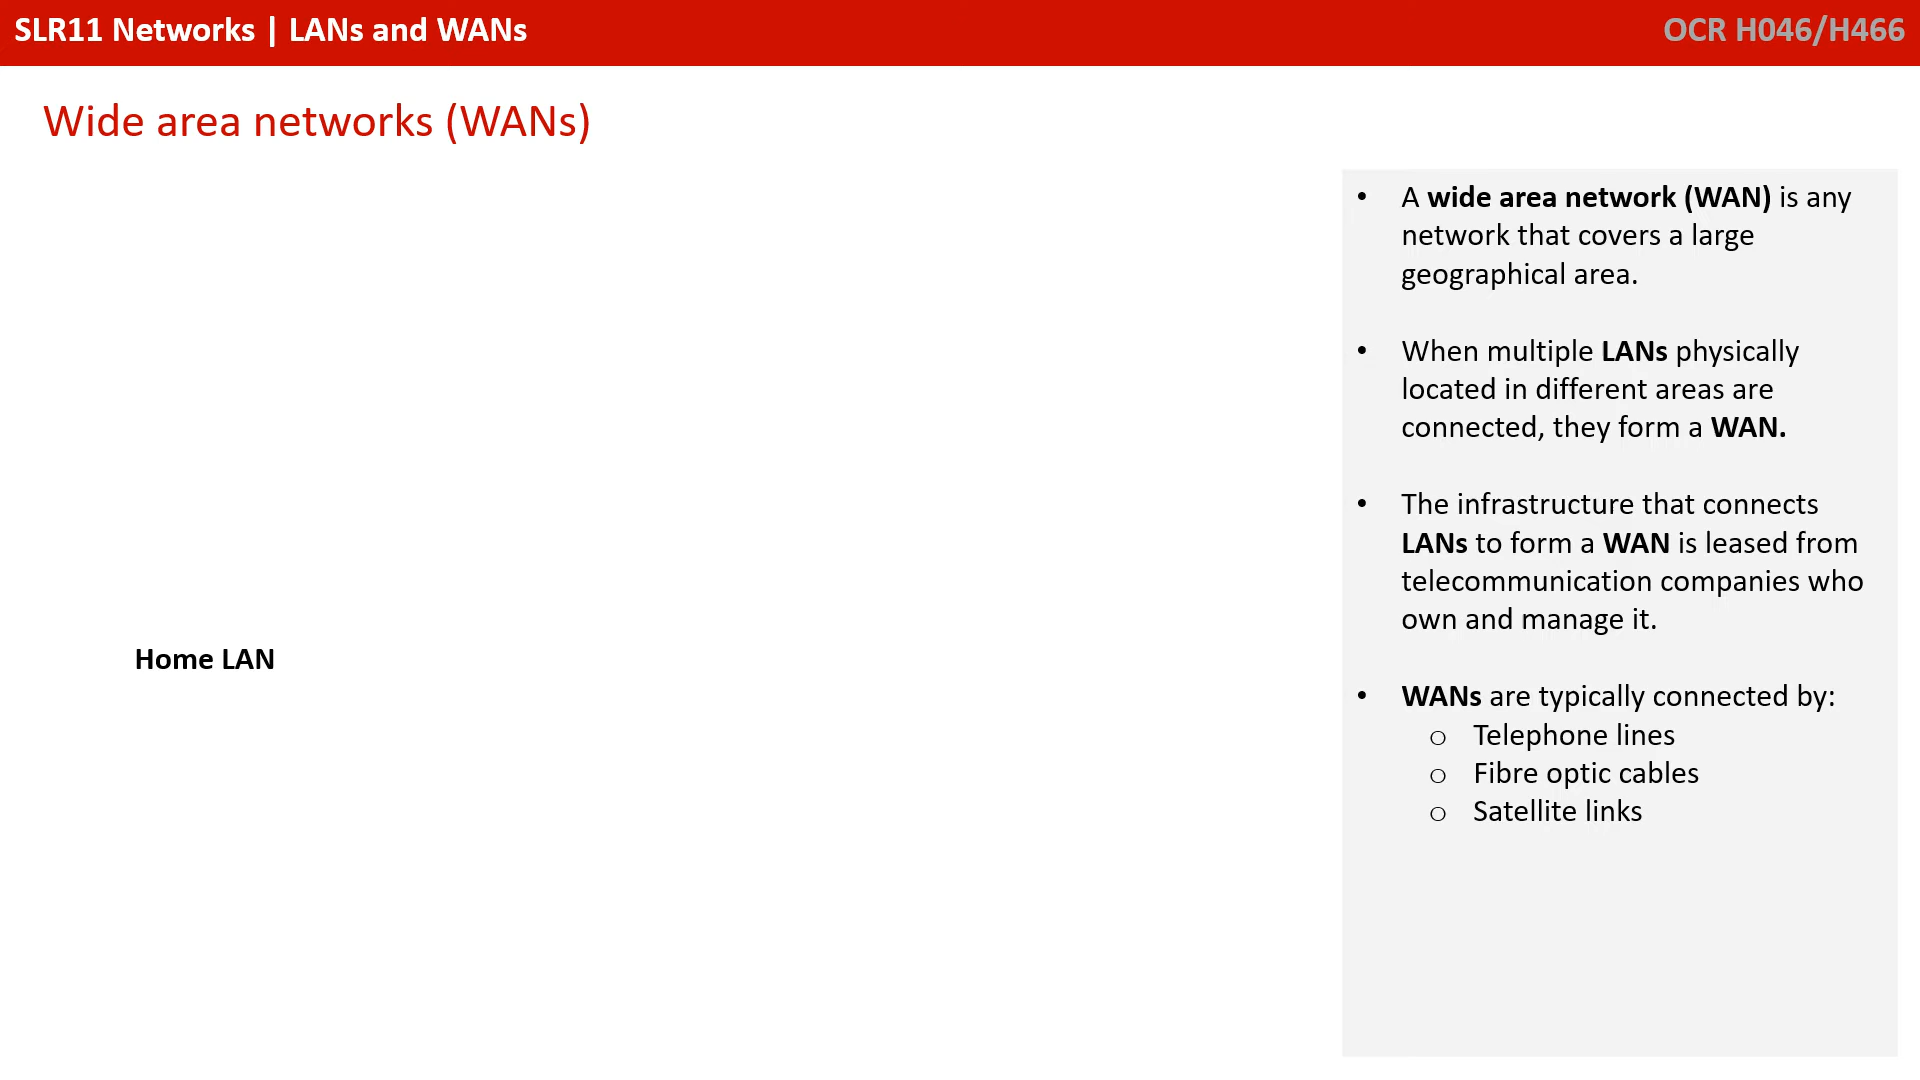 SLR11 Networks | LANs and WANs
OCR H046/H466
Wide area networks (WANs)
• A wide area network (WAN) is any
network that covers a large
geographical area.
• When multiple LANs physically
located in different areas are
connected, they form a WAN.
• The infrastructure that connects
LANs to form a WAN is leased from
telecommunication companies who
own and manage it.
• WANs are typically connected by:
o Telephone lines
o Fibre optic cables
o Satellite links
Home LAN